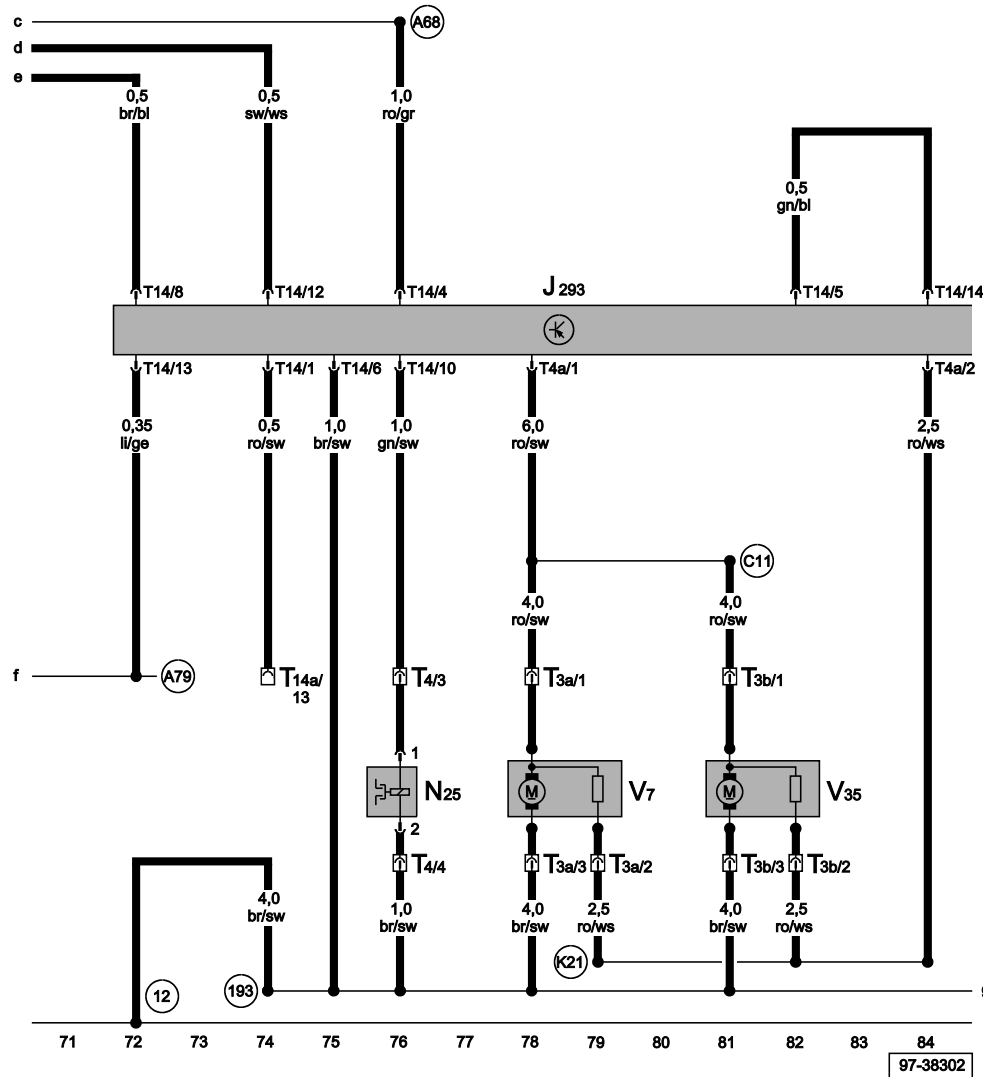 c A68
d
e
0,5 0,5 1,0
br/bl sw/ws ro/gr
0,5
gn/bl
T14/8 T14/12 T14/4 J293 T14/5 T14/14
T14/13 T14/1 T14/6 T14/10 T4a/1 T4a/2
0,35 0,5 1,0 1,0 6,0 2,5
li/ge ro/sw br/sw gn/sw ro/sw ro/ws
C11
4,0 4,0
ro/sw ro/sw
f A79 T14a/ T4/3 T3a/1 T3b/1
13
1
M M
N25 V7 V35
2
T4/4 T3a/3 T3a/2 T3b/3 T3b/2
4,0 1,0 4,0 2,5 4,0 2,5
br/sw br/sw br/sw ro/ws br/sw ro/ws
K21
12 193
71 72 73 74 75 76 77 78 79 80 81 82 83 84
97-38302